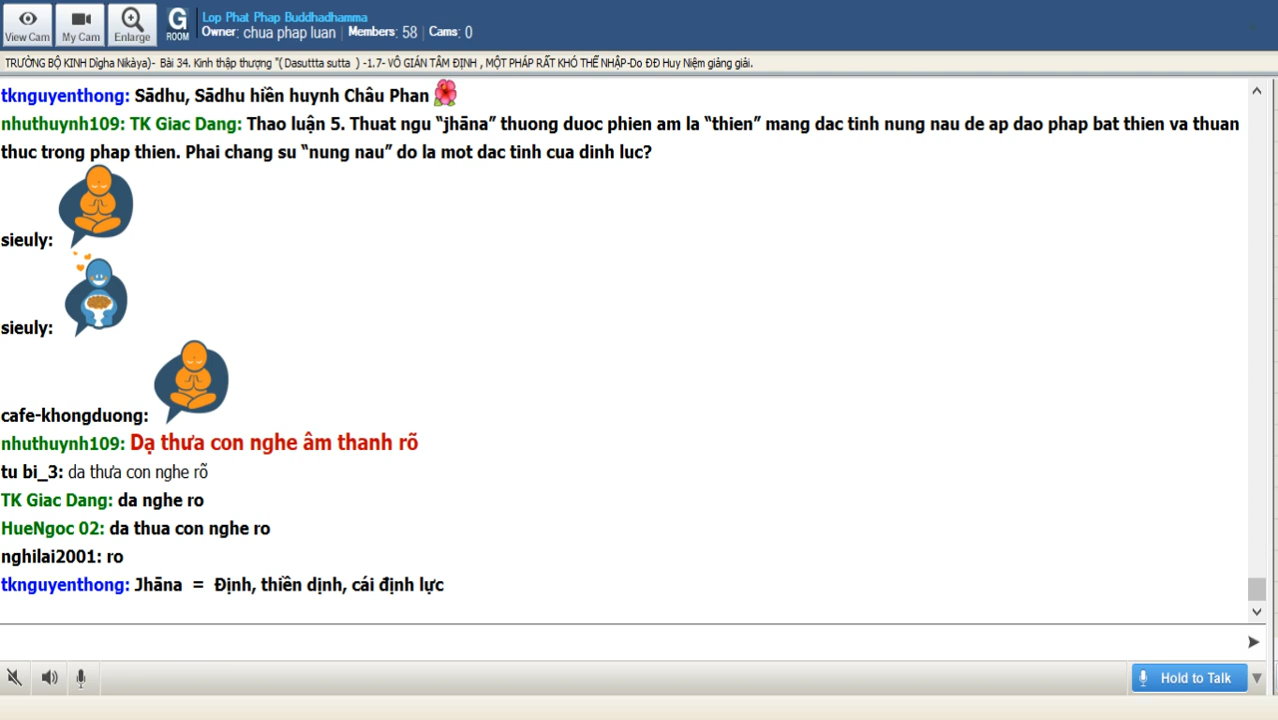 View Cam
My Cam
Enlarge
G
ROOM
Lop Phat Phap Buddhadhamma
Owner: chua phap luan | Members: 58 | Cams: 0
TRƯỜNG BỘ KINH Dīgha Nikàya)- Bài 34. Kinh thập thượng "( Dasuttta sutta ) -1.7- VÔ GIÁN TÂM ĐỊNH , MỘT PHÁP RẤT KHÓ THỂ NHẬP-Do ĐĐ Huy Niệm giảng giải.
tknguyenthong: Sādhu, Sādhu hiền huynh Châu Phan
nhuthuynh109: TK Giac Dang: Thao luận 5. Thuat ngu “jhāna” thuong duoc phien am la “thien” mang dac tinh nung nau de ap dao phap bat thien va thuan
thuc trong phap thien. Phai chang su “nung nau” do la mot dac tinh cua dinh luc?
sieuly:
sieuly:
cafe-khongduong:
nhuthuynh109: Dạ thưa con nghe âm thanh rõ
tu bi_3: da thưa con nghe rõ
TK Giac Dang: da nghe ro
HueNgoc 02: da thua con nghe ro
nghilai2001: ro
tknguyenthong: Jhāna = Định, thiền dịnh, cái định lực
Hold to Talk